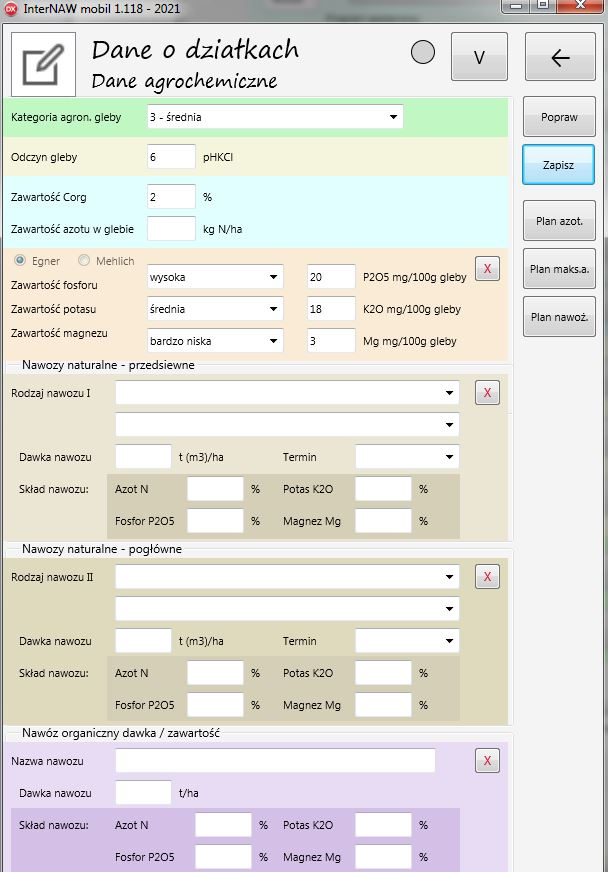 InterNAW mobil 1.118 - 2021
Dane o działkach
Dane agrochemiczne
V
Kategoria agron. gleby 3 - średnia Popraw
Odczyn gleby 6 pHKCl Zapisz
Zawartość Corg 2 %
Zawartość azotu w glebie kg N/ha Plan azot.
Egner Mehlich
Zawartość fosforu wysoka 20 P2O5 mg/100g gleby X Plan maks.a.
Zawartość potasu średnia 18 K2O mg/100g gleby Plan nawoż.
Zawartość magnezu bardzo niska 3 Mg mg/100g gleby
Nawozy naturalne - przedsiewne
Rodzaj nawozu I X
Dawka nawozu t (m3)/ha Termin
Skład nawozu: Azot N % Potas K2O %
Fosfor P2O5 % Magnez Mg %
Nawozy naturalne - pogłówne
Rodzaj nawozu II X
Dawka nawozu t (m3)/ha Termin
Skład nawozu: Azot N % Potas K2O %
Fosfor P2O5 % Magnez Mg %
Nawóz organiczny dawka / zawartość
Nazwa nawozu X
Dawka nawozu t/ha
Skład nawozu: Azot N % Potas K2O %
Fosfor P2O5 % Magnez Mg %